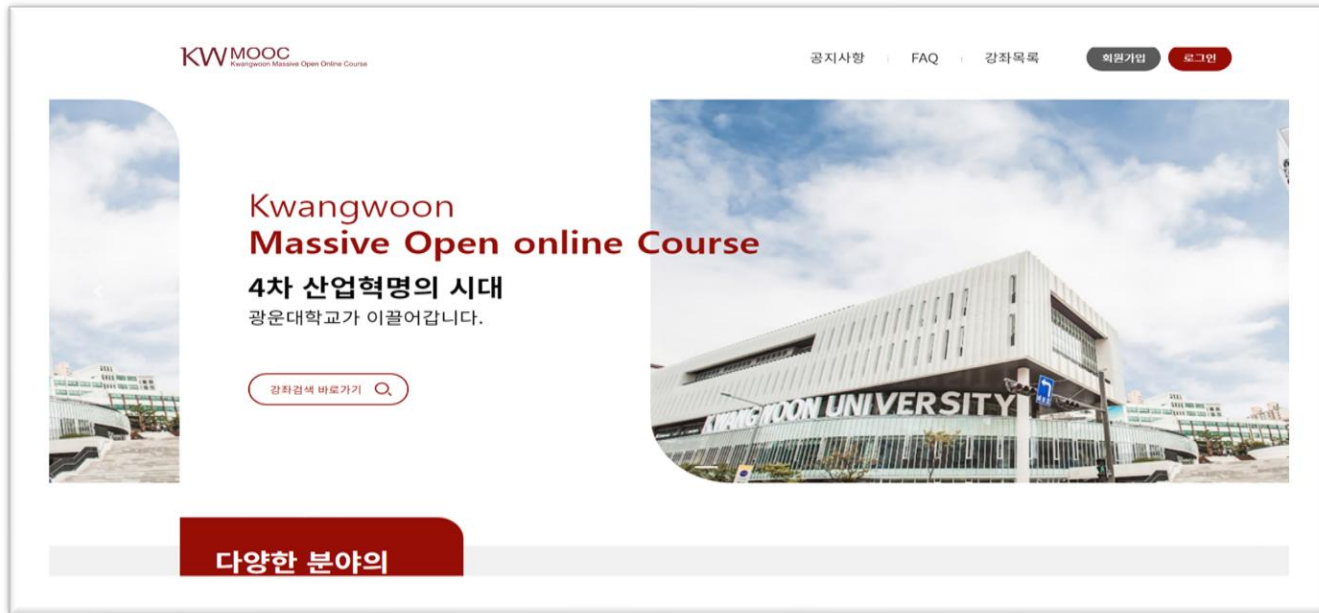 KW MOOC
Kwangwoon Massive Open Online Course
공지사항 FAQ 강좌목록 회원가입 로그인
Kwangwoon
Massive Open online Course
4차 산업혁명의 시대
광운대학교가 이끌어갑니다.
강좌검색 바로가기
KWANGWOON UNIVERSITY
다양한 분야의